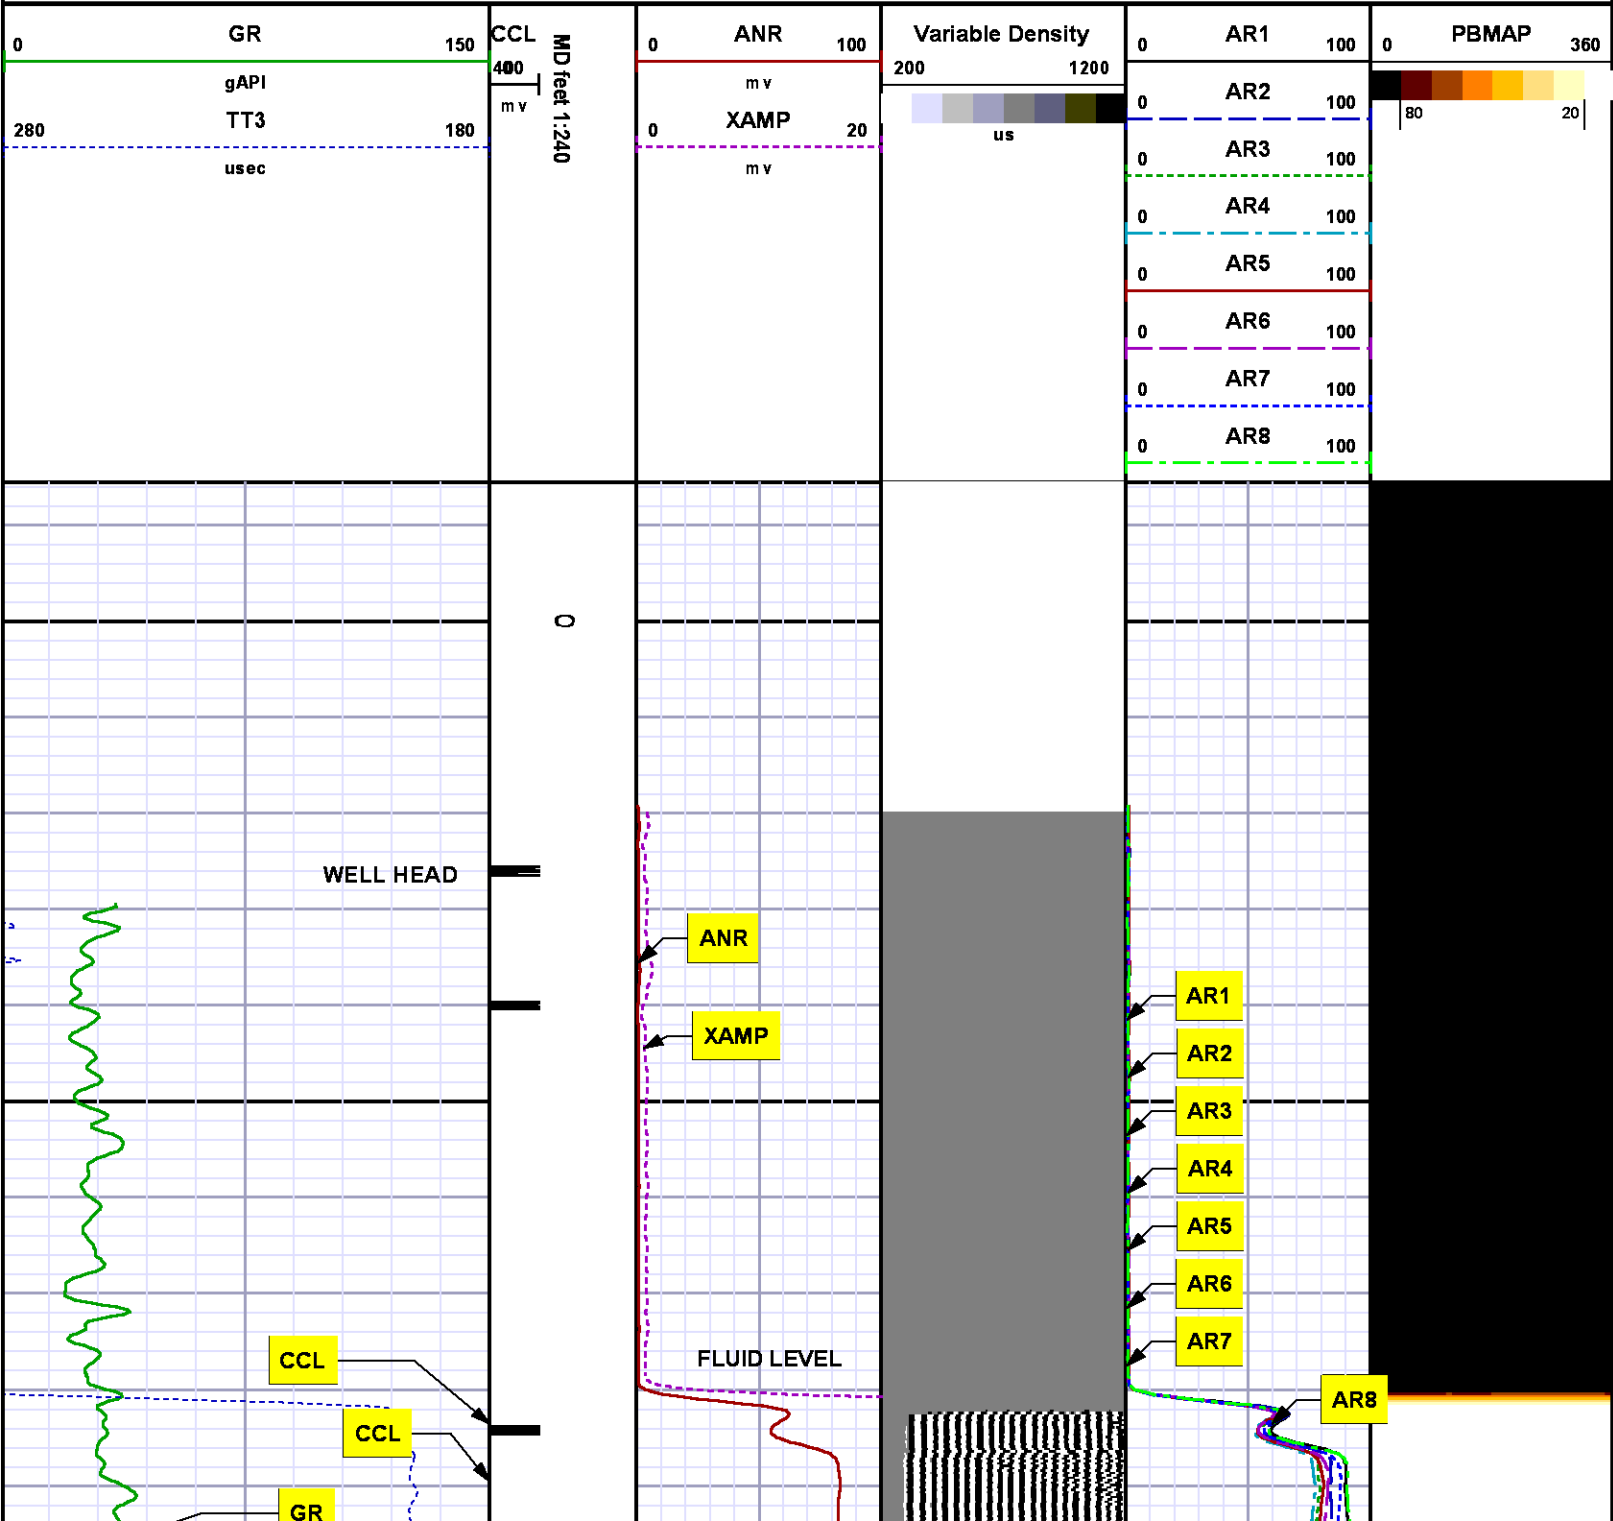 GR
0 150
gAPI
TT3
280 180
usec
CCL
400
mv
MD feet 1:240
ANR
0 100
mv
XAMP
0 20
mv
Variable Density
200 1200
us
AR1
0 100
AR2
0 100
AR3
0 100
AR4
0 100
AR5
0 100
AR6
0 100
AR7
0 100
AR8
0 100
PBMAP
0 360
80 20
0
WELL HEAD
ANR
XAMP
AR1
AR2
AR3
AR4
AR5
AR6
AR7
FLUID LEVEL
CCL
AR8
CCL
GR